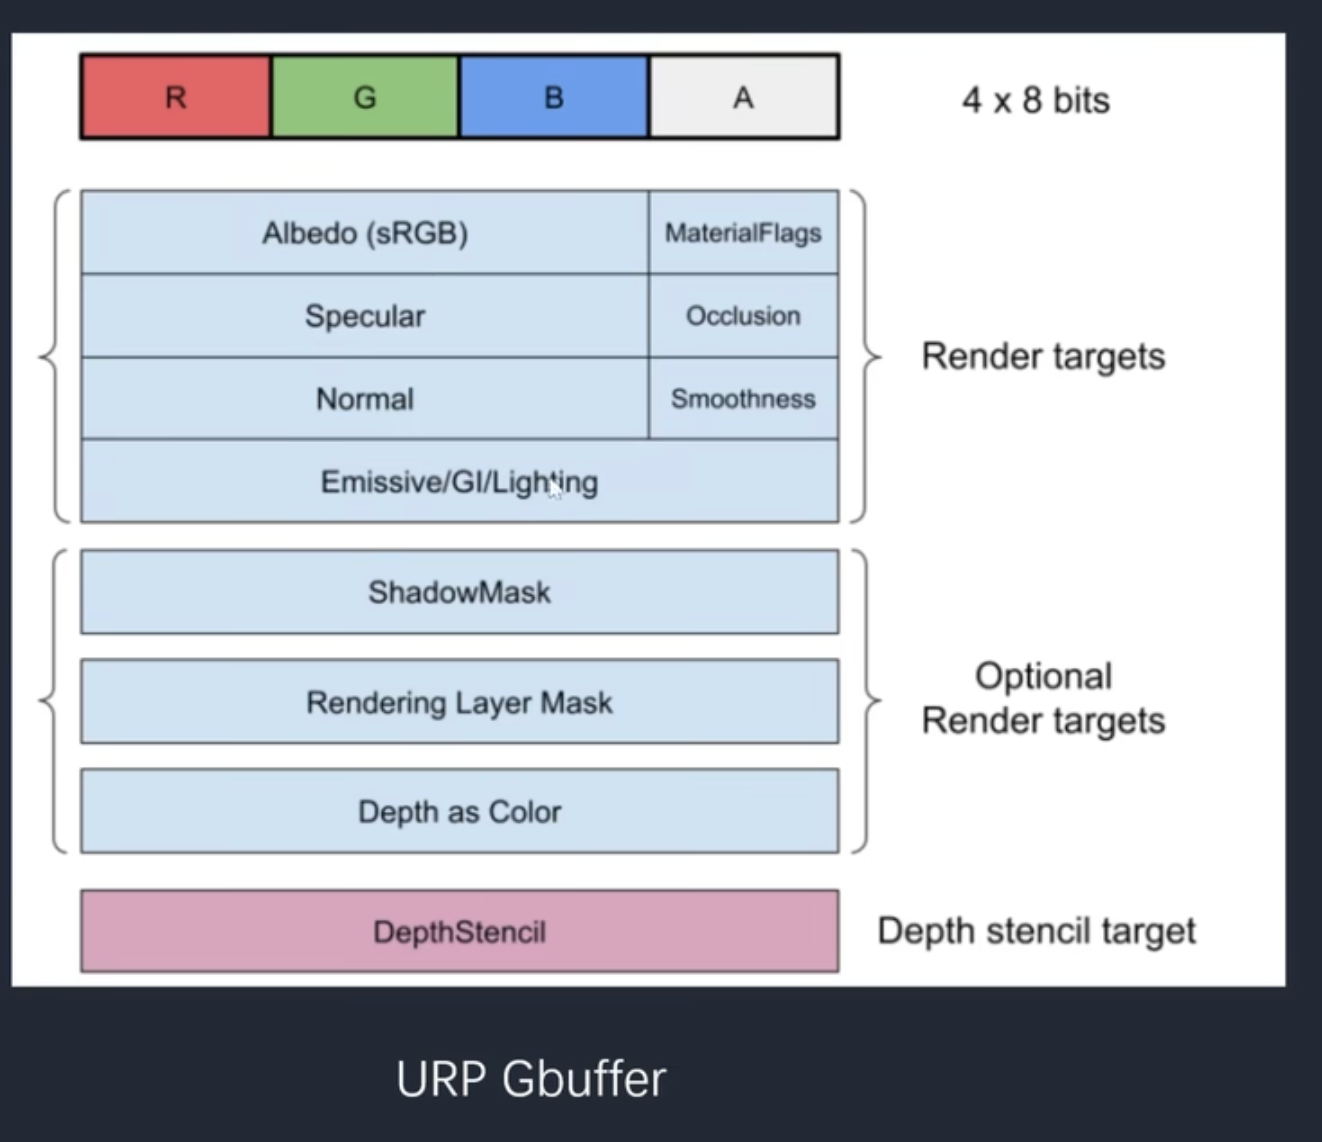 R G B A 4 x 8 bits
Albedo (sRGB) MaterialFlags
Specular Occlusion
Render targets
Normal Smoothness
Emissive/GI/Lighting
ShadowMask
Optional
Render targets
Rendering Layer Mask
Depth as Color
DepthStencil Depth stencil target
URP Gbuffer